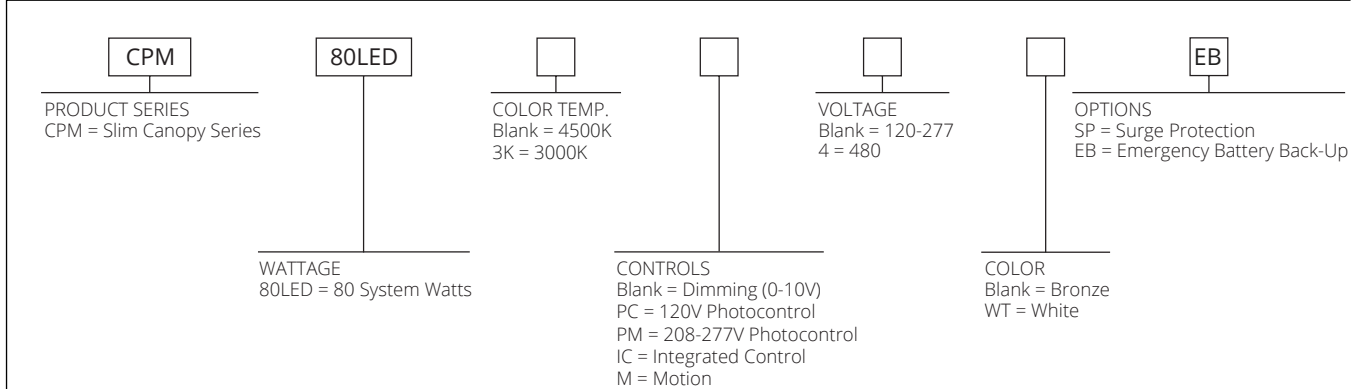 CPM
80LED
EB
PRODUCT SERIES
CPM = Slim Canopy Series
COLOR TEMP.
Blank = 4500K
3K = 3000K
VOLTAGE
Blank = 120-277
4 = 480
OPTIONS
SP = Surge Protection
EB = Emergency Battery Back-Up
WATTAGE
80LED = 80 System Watts
CONTROLS
Blank = Dimming (0-10V)
PC = 120V Photocontrol
PM = 208-277V Photocontrol
IC = Integrated Control
M = Motion
COLOR
Blank = Bronze
WT = White